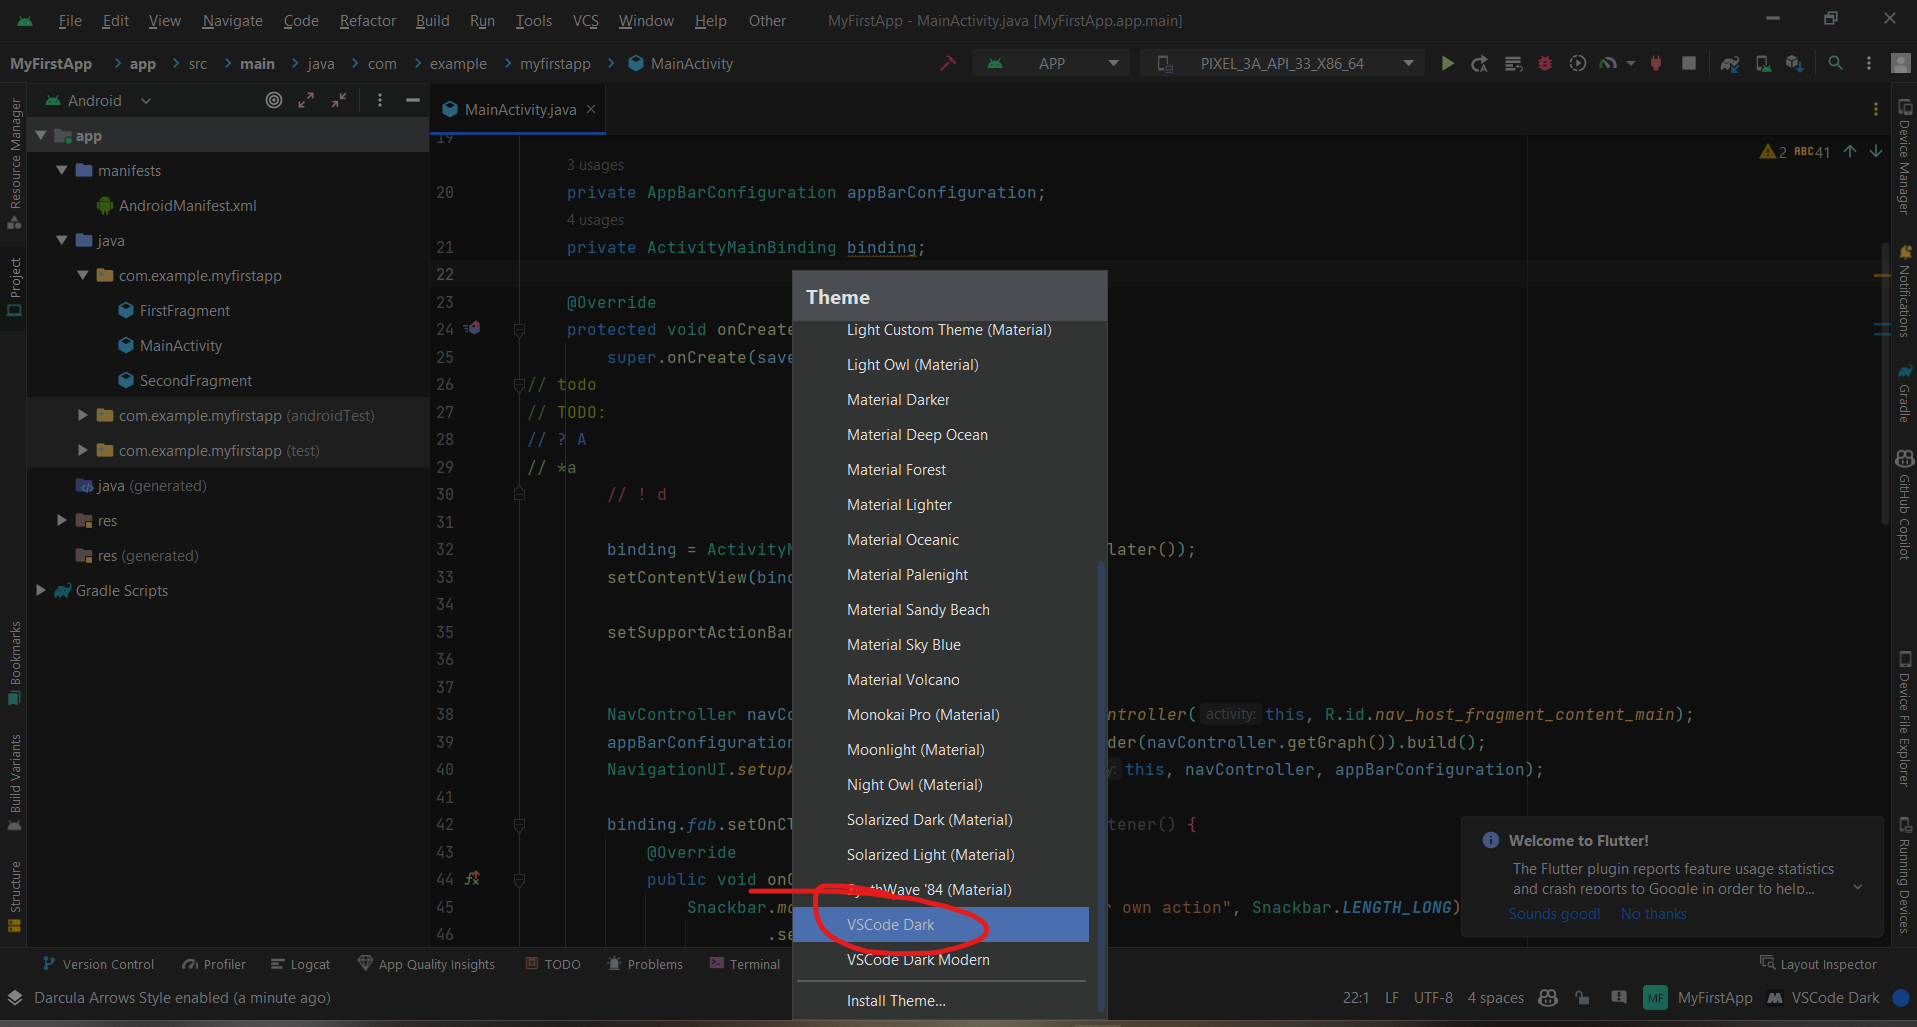 File Edit View Navigate Code Refactor Build Run Tools VCS Window Help Other MyFirstApp - MainActivity.java [MyFirstApp.app.main]
MyFirstApp app src main java com example myfirstapp MainActivity APP PIXEL_3A_API_33_X86_64
Resource Manager
Project
Bookmarks
Build Variants
Structure
Android
app
manifests
AndroidManifest.xml
java
com.example.myfirstapp
FirstFragment
MainActivity
SecondFragment
com.example.myfirstapp (androidTest)
com.example.myfirstapp (test)
java (generated)
res
res (generated)
Gradle Scripts
MainActivity.java
2 ABC 41
19
3 usages
20 private AppBarConfiguration appBarConfiguration;
4 usages
21 private ActivityMainBinding binding;
22
23 @Override
24 protected void onCreate
25 super.onCreate(save
26 // todo
27 // TODO:
28 // ? A
29 // *a
30 // ! d
31
32 binding = ActivityM later());
33 setContentView(bind
34
35 setSupportActionBar
36
37
38 NavController navCo ntroller( activity: this, R.id.nav_host_fragment_content_main);
39 appBarConfiguration der(navController.getGraph()).build();
40 NavigationUI.setupA y: this, navController, appBarConfiguration);
41
42 binding.fab.setOnCl tener() {
43 @Override
44 public void onC
45 Snackbar.ma r own action", Snackbar.LENGTH_LONG)
46 .se
Theme
Light Custom Theme (Material)
Light Owl (Material)
Material Darker
Material Deep Ocean
Material Forest
Material Lighter
Material Oceanic
Material Palenight
Material Sandy Beach
Material Sky Blue
Material Volcano
Monokai Pro (Material)
Moonlight (Material)
Night Owl (Material)
Solarized Dark (Material)
Solarized Light (Material)
SynthWave '84 (Material)
VSCode Dark
VSCode Dark Modern
Install Theme...
Device Manager
Notifications
Gradle
GitHub Copilot
Device File Explorer
Running Devices
Welcome to Flutter!
The Flutter plugin reports feature usage statistics
and crash reports to Google in order to help...
Sounds good! No thanks
Version Control Profiler Logcat App Quality Insights TODO Problems Terminal Layout Inspector
Darcula Arrows Style enabled (a minute ago) 22:1 LF UTF-8 4 spaces MF MyFirstApp VSCode Dark